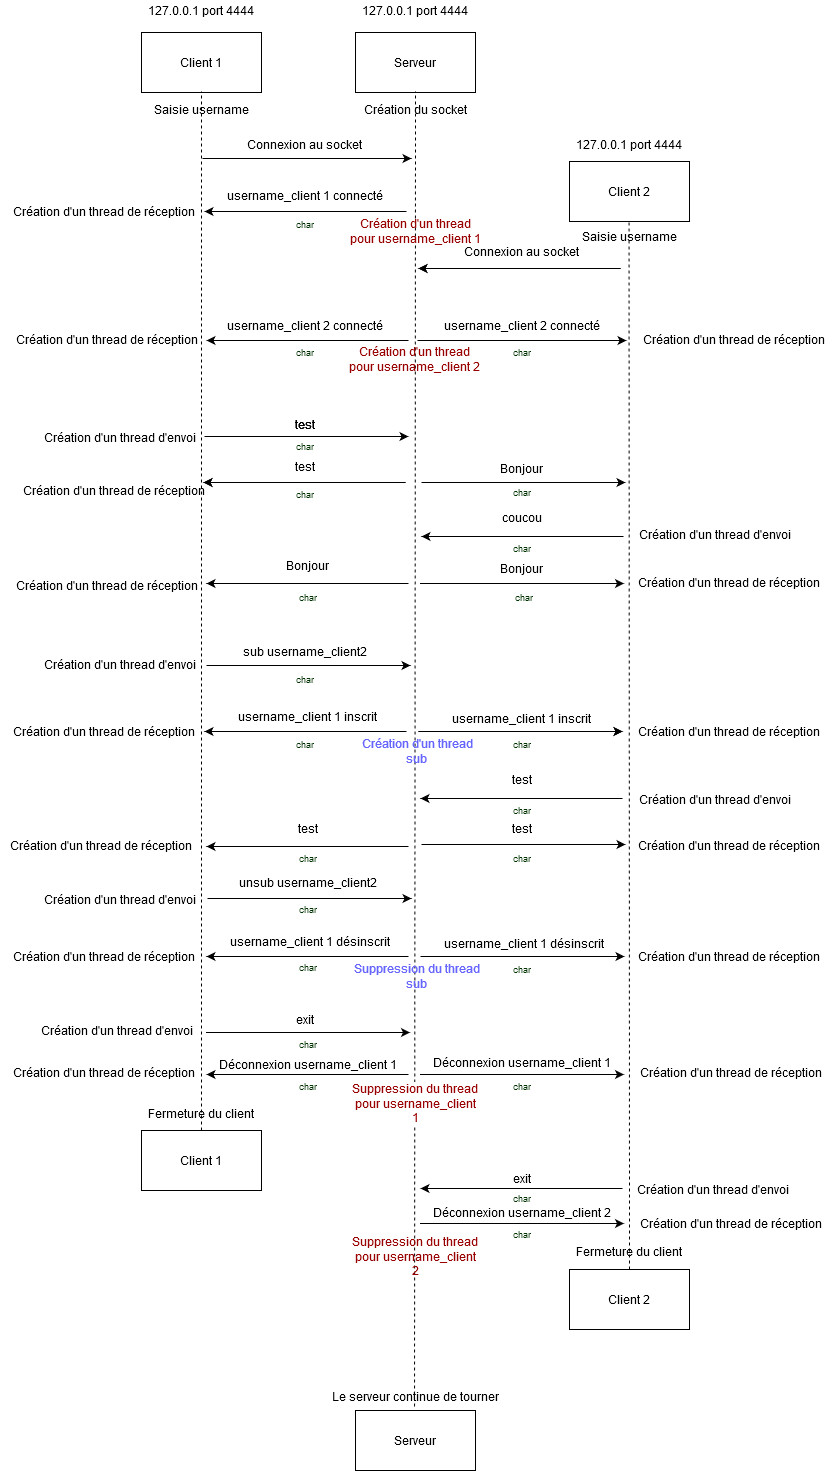 127.0.0.1 port 4444
127.0.0.1 port 4444
Client 1
Serveur
Saisie username
Création du socket
Connexion au socket
127.0.0.1 port 4444
Client 2
username_client 1 connecté
Création d'un thread de réception
char
Création d'un thread
pour username_client 1
Saisie username
Connexion au socket
username_client 2 connecté
username_client 2 connecté
Création d'un thread de réception
Création d'un thread de réception
char
Création d'un thread
pour username_client 2
char
test
Création d'un thread d'envoi
char
test
Bonjour
Création d'un thread de réception
char
char
coucou
Création d'un thread d'envoi
char
Bonjour
Bonjour
Création d'un thread de réception
Création d'un thread de réception
char
char
sub username_client2
Création d'un thread d'envoi
char
username_client 1 inscrit
username_client 1 inscrit
Création d'un thread de réception
Création d'un thread de réception
char
Création d'un thread
sub
char
test
Création d'un thread d'envoi
char
test
test
Création d'un thread de réception
Création d'un thread de réception
char
char
unsub username_client2
Création d'un thread d'envoi
char
username_client 1 désinscrit
username_client 1 désinscrit
Création d'un thread de réception
Création d'un thread de réception
char
Suppression du thread
sub
char
exit
Création d'un thread d'envoi
char
Déconnexion username_client 1
Déconnexion username_client 1
Création d'un thread de réception
Création d'un thread de réception
char
Suppression du thread
pour username_client
1
char
Fermeture du client
Client 1
exit
Création d'un thread d'envoi
char
Déconnexion username_client 2
Création d'un thread de réception
char
Suppression du thread
pour username_client
2
Fermeture du client
Client 2
Le serveur continue de tourner
Serveur